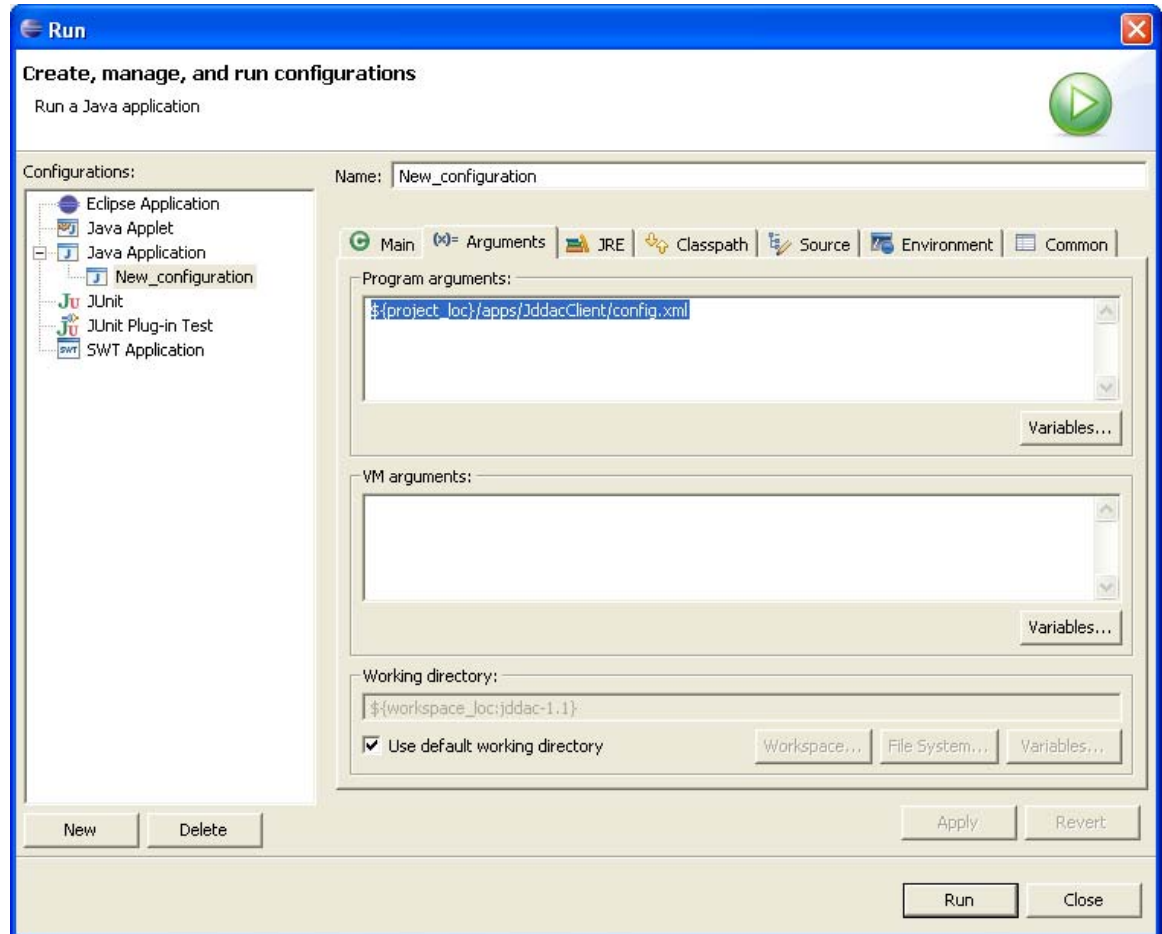 Run
Create, manage, and run configurations
Run a Java application
Configurations:
Eclipse Application
Java Applet
Java Application
New_configuration
JUnit
JUnit Plug-in Test
SWT Application
New
Delete
Name: New_configuration
Main (x)= Arguments JRE Classpath Source Environment Common
Program arguments:
${project_loc}/apps/JddacClient/config.xml
Variables...
VM arguments:
Variables...
Working directory:
${workspace_loc:jddac-1.1}
Use default working directory
Workspace... File System... Variables...
Apply Revert
Run Close